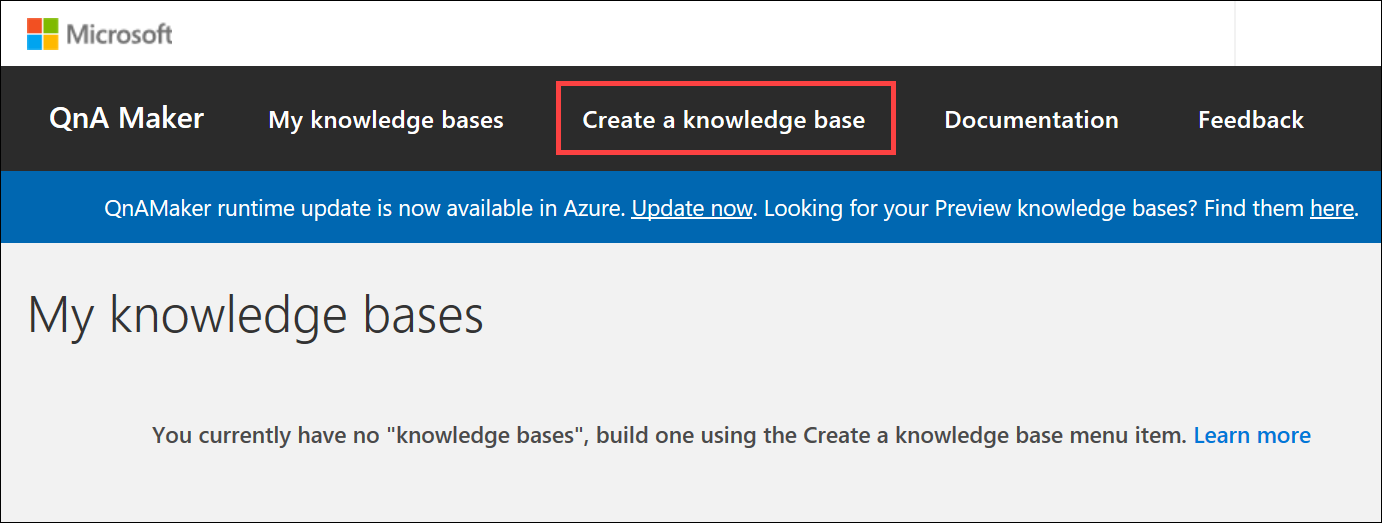 Microsoft
QnA Maker My knowledge bases Create a knowledge base Documentation Feedback
QnAMaker runtime update is now available in Azure. Update now. Looking for your Preview knowledge bases? Find them here.
My knowledge bases
You currently have no "knowledge bases", build one using the Create a knowledge base menu item. Learn more